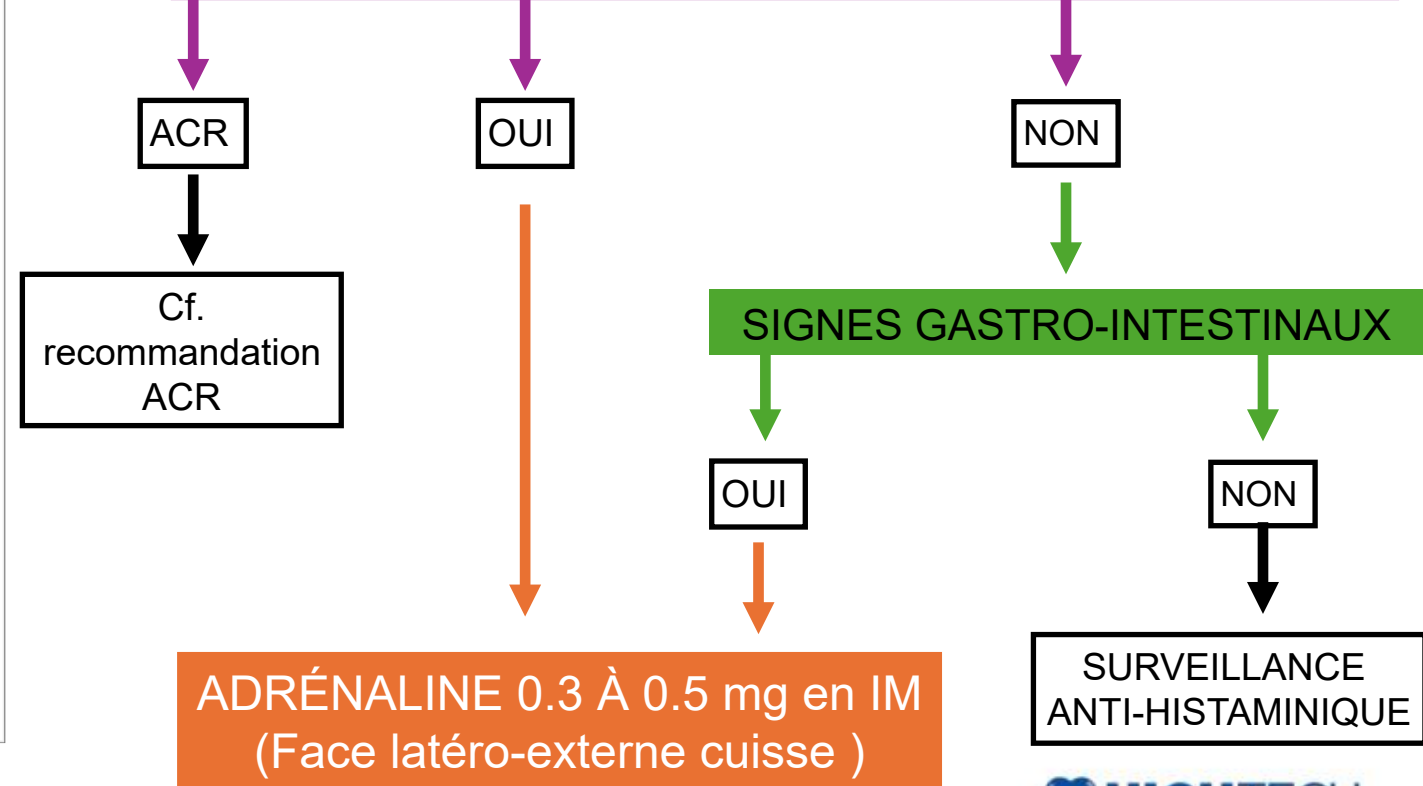 ACR
OUI
NON
Cf.
recommandation
ACR
SIGNES GASTRO-INTESTINAUX
OUI
NON
ADRÉNALINE 0.3 À 0.5 mg en IM
(Face latéro-externe cuisse )
SURVEILLANCE
ANTI-HISTAMINIQUE